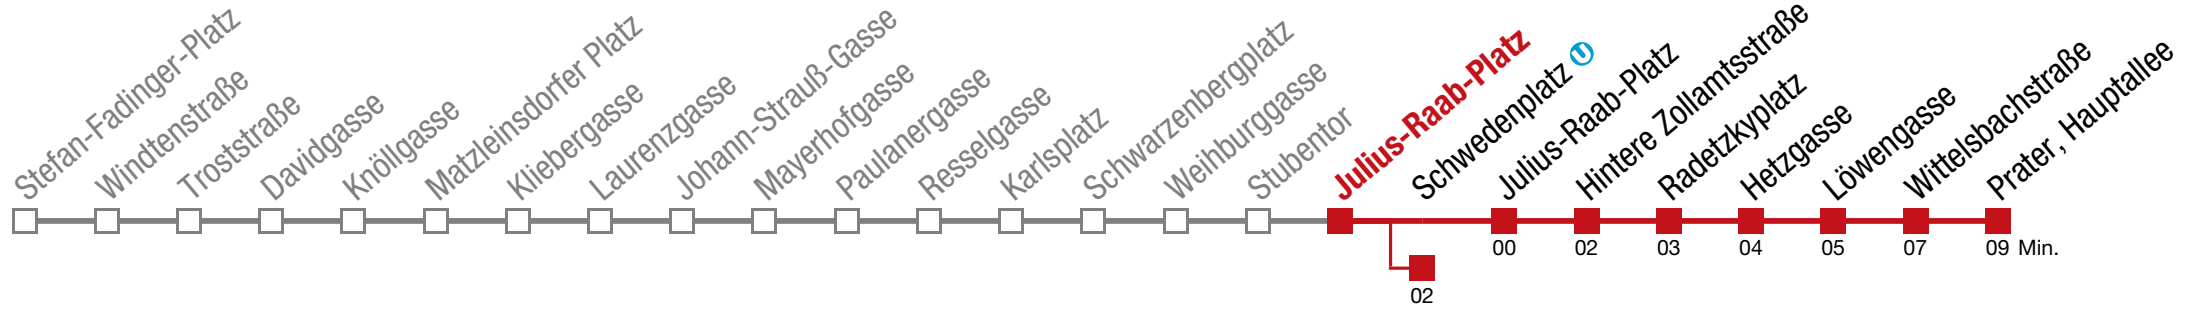 Stefan-Fadinger-Platz
Windtenstraße
Troststraße
Davidgasse
Knöllgasse
Matzleinsdorfer Platz
Kliebergasse
Laurenzgasse
Johann-Strauß-Gasse
Mayerhofgasse
Paulanergasse
Resselgasse
Karlsplatz
Schwarzenbergplatz
Weihburggasse
Stubentor
Julius-Raab-Platz
Schwedenplatz U
Julius-Raab-Platz
Hintere Zollamtsstraße
Radetzkyplatz
Hetzgasse
Löwengasse
Wittelsbachstraße
Prater, Hauptallee
00 02 03 04 05 07 09 Min.
02